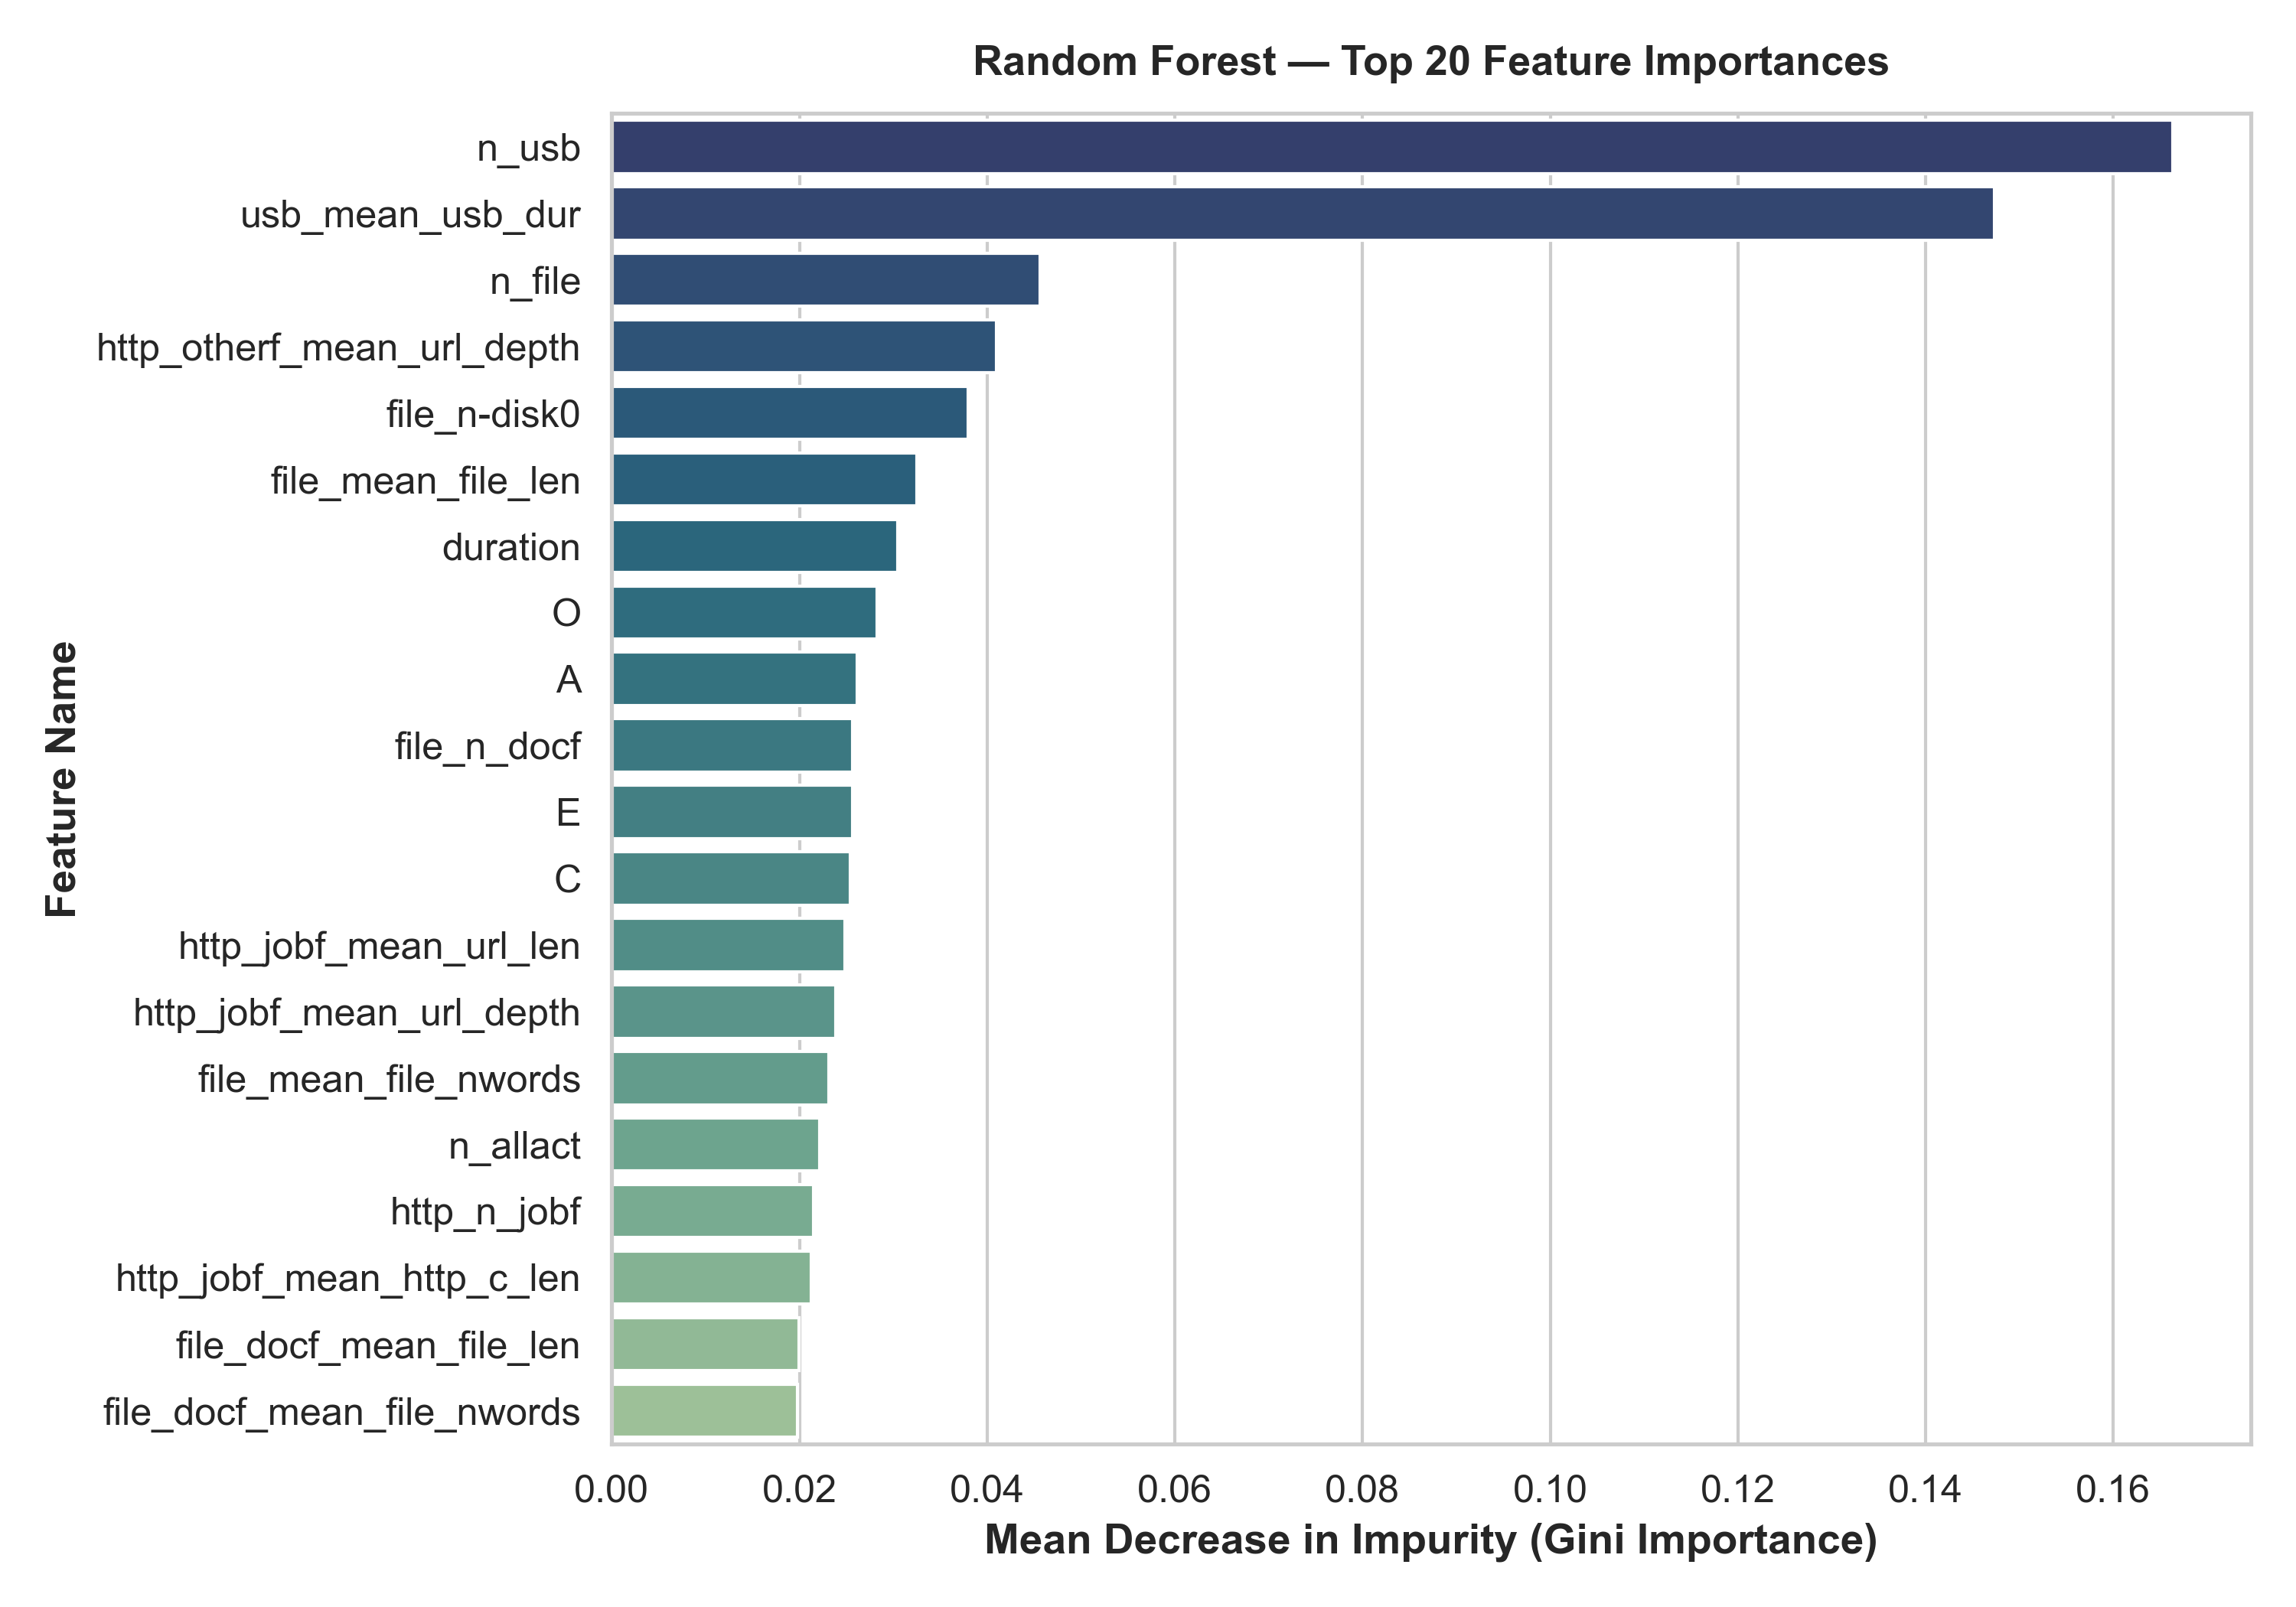 Random Forest — Top 20 Feature Importances
n_usb
usb_mean_usb_dur
n_file
http_otherf_mean_url_depth
file_n-disk0
file_mean_file_len
duration
O
A
file_n_docf
E
C
http_jobf_mean_url_len
http_jobf_mean_url_depth
file_mean_file_nwords
n_allact
http_n_jobf
http_jobf_mean_http_c_len
file_docf_mean_file_len
file_docf_mean_file_nwords
Feature Name
0.00 0.02 0.04 0.06 0.08 0.10 0.12 0.14 0.16
Mean Decrease in Impurity (Gini Importance)